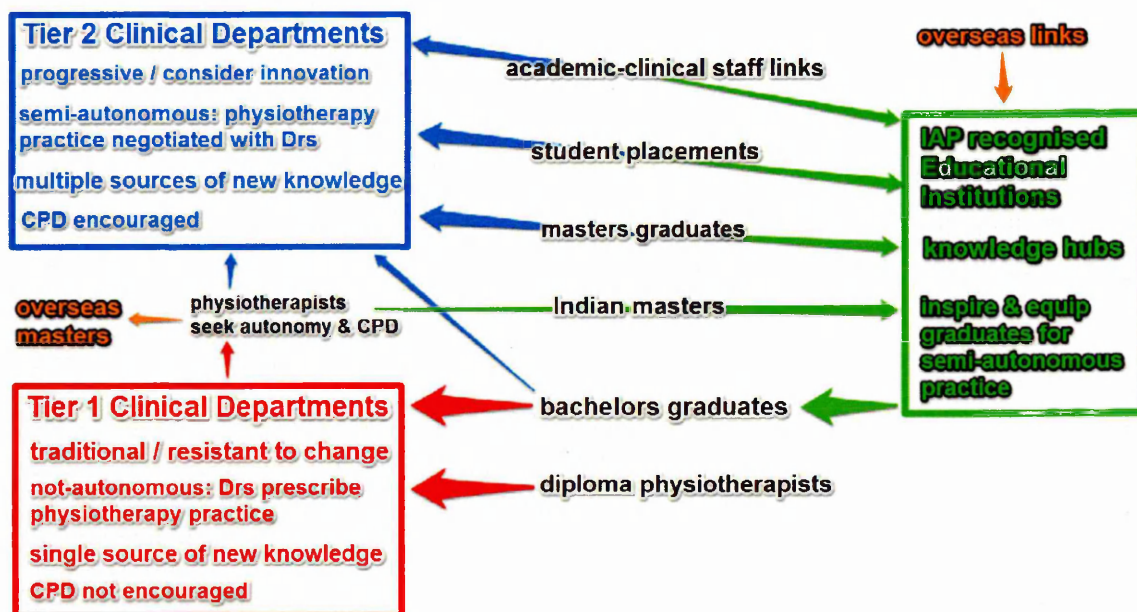 Tier 2 Clinical Departments
progressive / consider innovation
semi-autonomous: physiotherapy
practice negotiated with Drs
multiple sources of new knowledge
CPD encouraged
academic-clinical staff links
student placements
masters graduates
overseas links
IAP recognised
Educational
Institutions
knowledge hubs
inspire & equip
graduates for
semi-autonomous
practice
overseas
masters
physiotherapists
seek autonomy & CPD
Indian masters
Tier 1 Clinical Departments
traditional / resistant to change
not-autonomous: Drs prescribe
physiotherapy practice
single source of new knowledge
CPD not encouraged
bachelors graduates
diploma physiotherapists